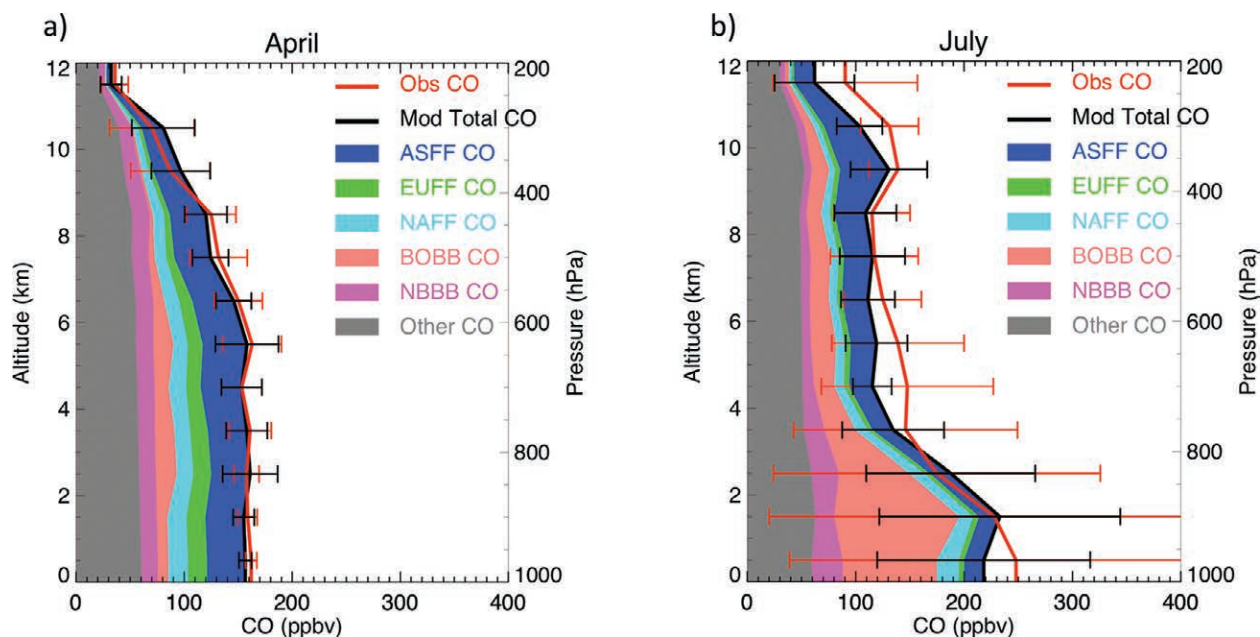 a)
April
12
10
8
6
4
2
0
Altitude (km)
200
400
600
800
1000
Pressure (hPa)
Obs CO
Mod Total CO
ASFF CO
EUFF CO
NAFF CO
BOBB CO
NBBB CO
Other CO
0 100 200 300 400
CO (ppbv)
b)
July
12
10
8
6
4
2
0
Altitude (km)
200
400
600
800
1000
Pressure (hPa)
Obs CO
Mod Total CO
ASFF CO
EUFF CO
NAFF CO
BOBB CO
NBBB CO
Other CO
0 100 200 300 400
CO (ppbv)